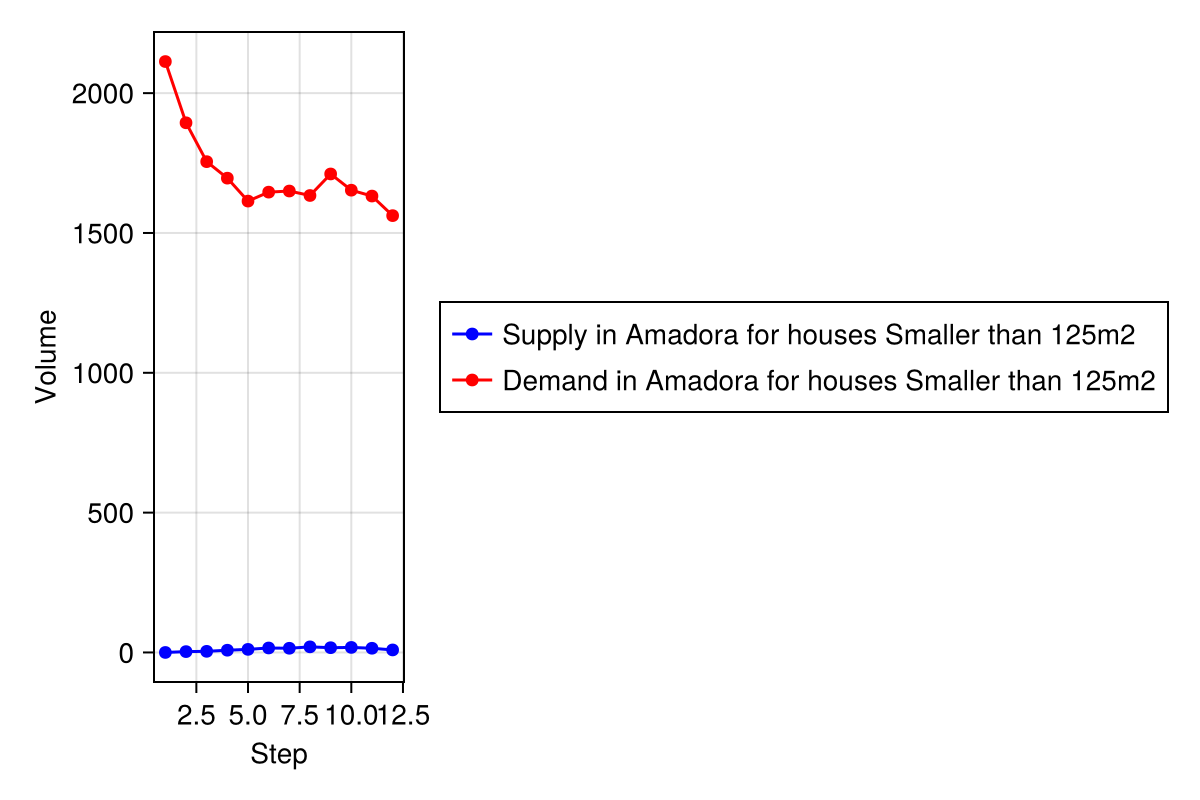 2000
1500
1000
500
0
Volume
2.5 5.0 7.5 10.0 12.5
Step
Supply in Amadora for houses Smaller than 125m2
Demand in Amadora for houses Smaller than 125m2